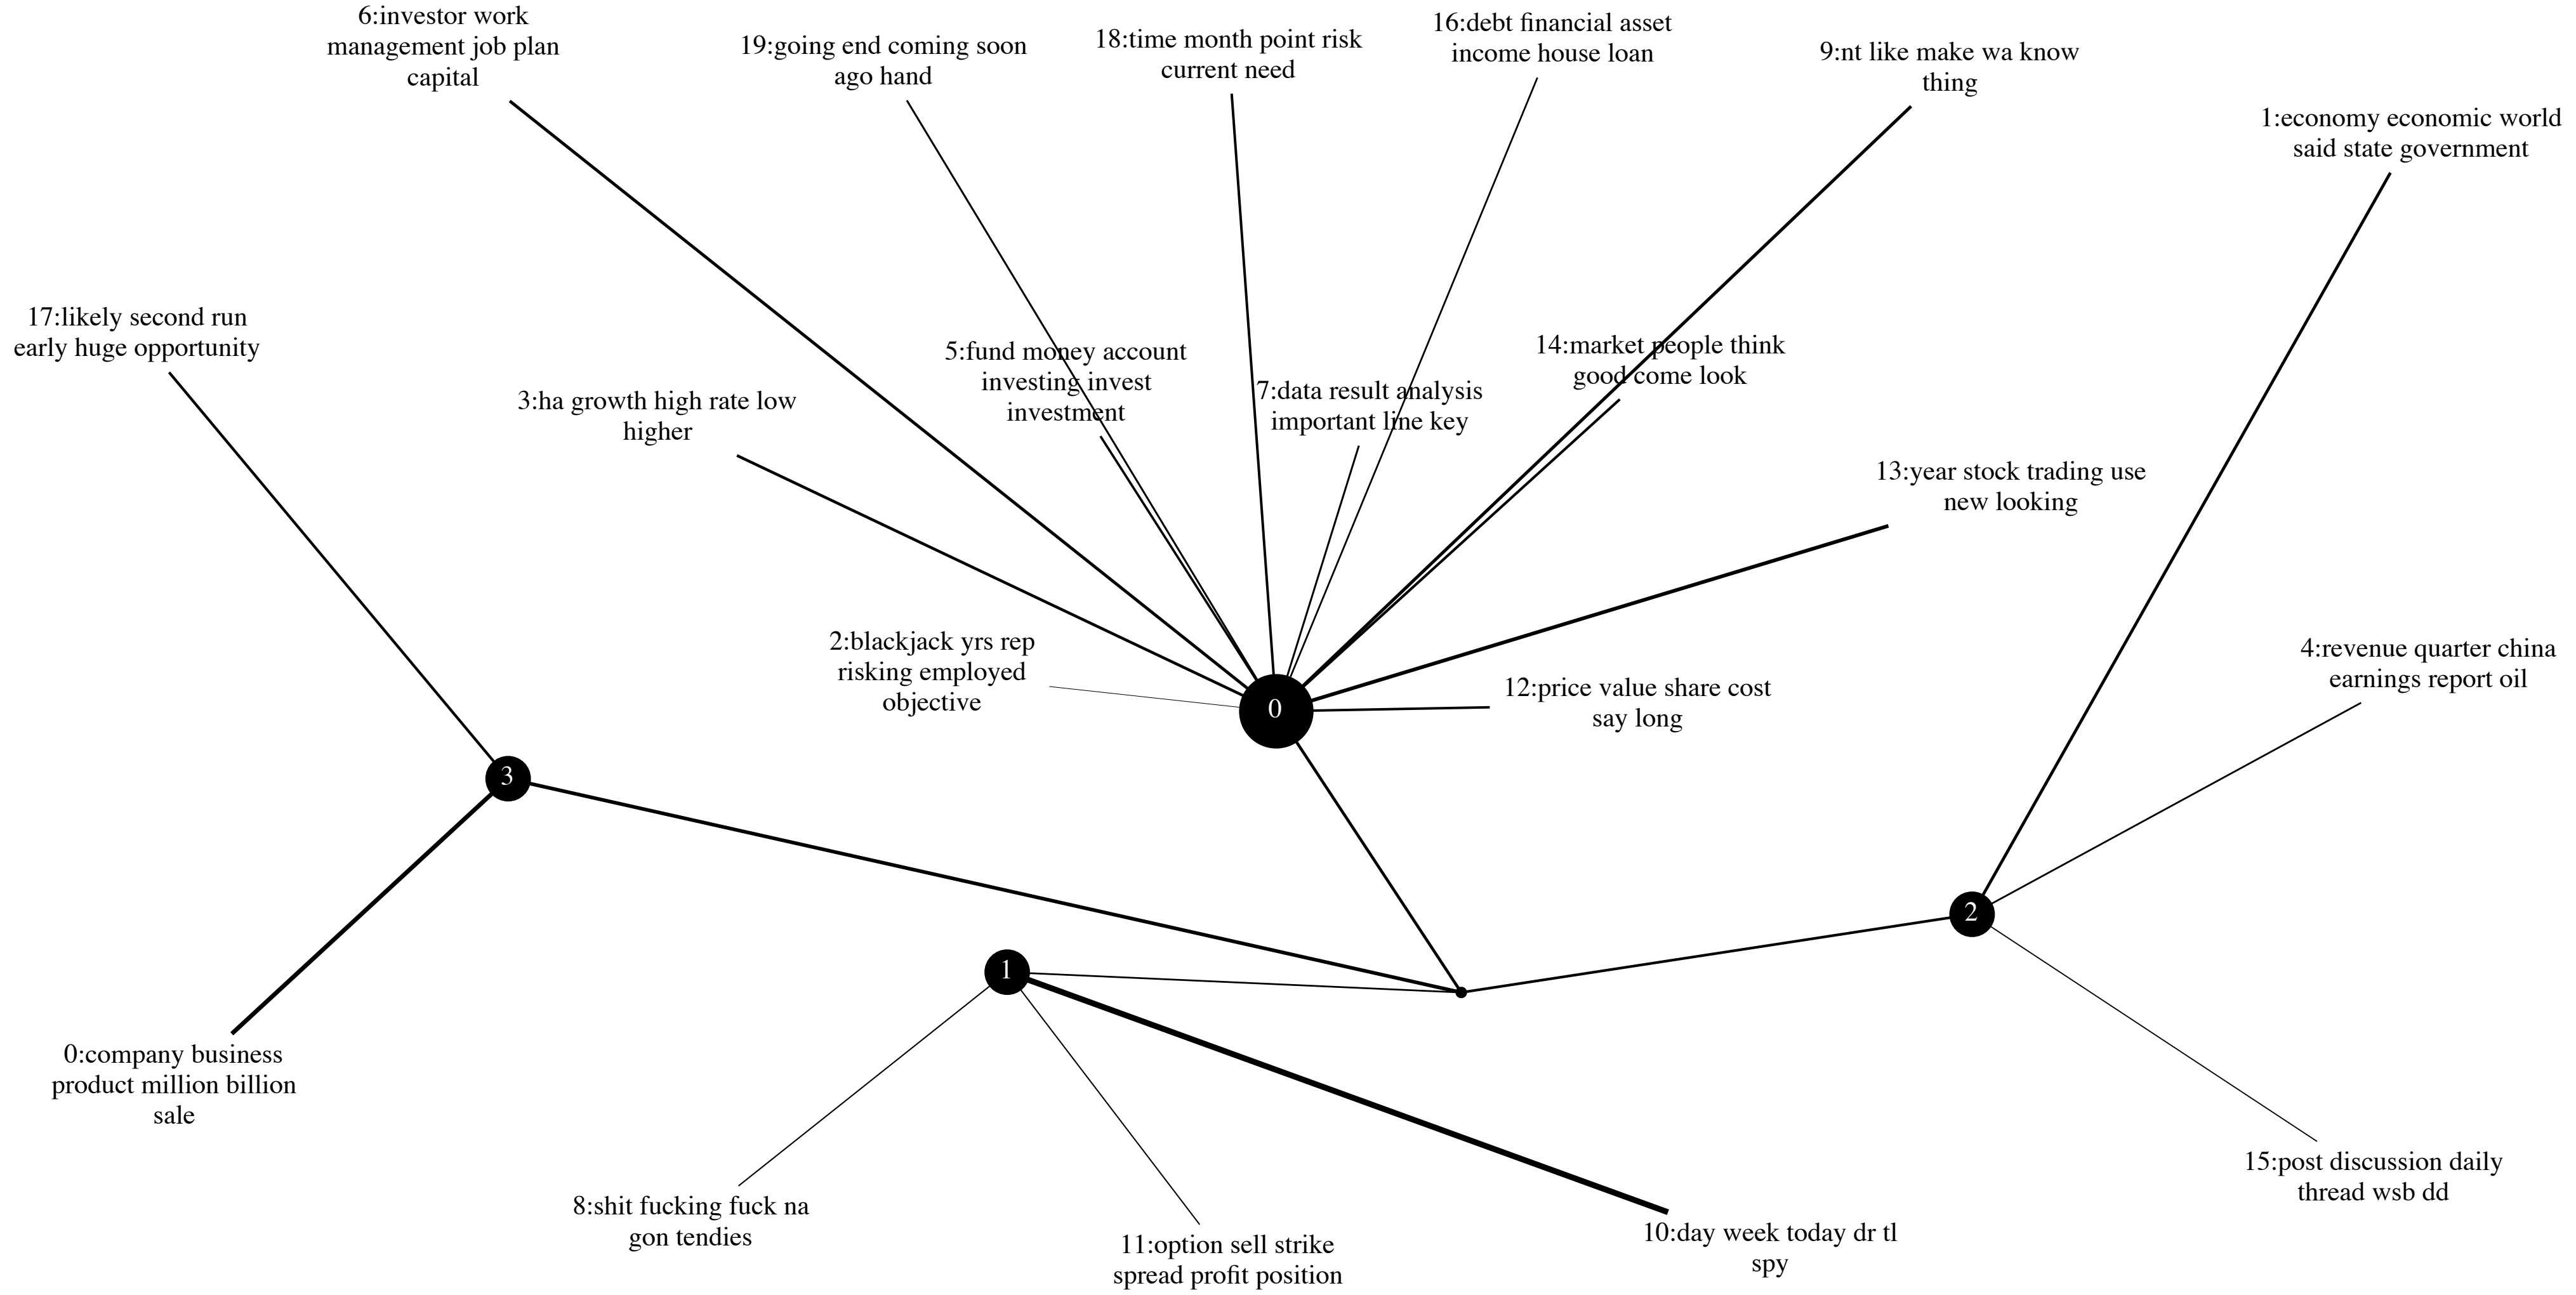 6:investor work
management job plan
capital
19:going end coming soon
ago hand
18:time month point risk
current need
16:debt financial asset
income house loan
9:nt like make wa know
thing
1:economy economic world
said state government
17:likely second run
early huge opportunity
3:ha growth high rate low
higher
5:fund money account
investing invest
investment
7:data result analysis
important line key
14:market people think
good come look
13:year stock trading use
new looking
2:blackjack yrs rep
risking employed
objective
0
12:price value share cost
say long
4:revenue quarter china
earnings report oil
3
2
1
0:company business
product million billion
sale
8:shit fucking fuck na
gon tendies
11:option sell strike
spread profit position
10:day week today dr tl
spy
15:post discussion daily
thread wsb dd